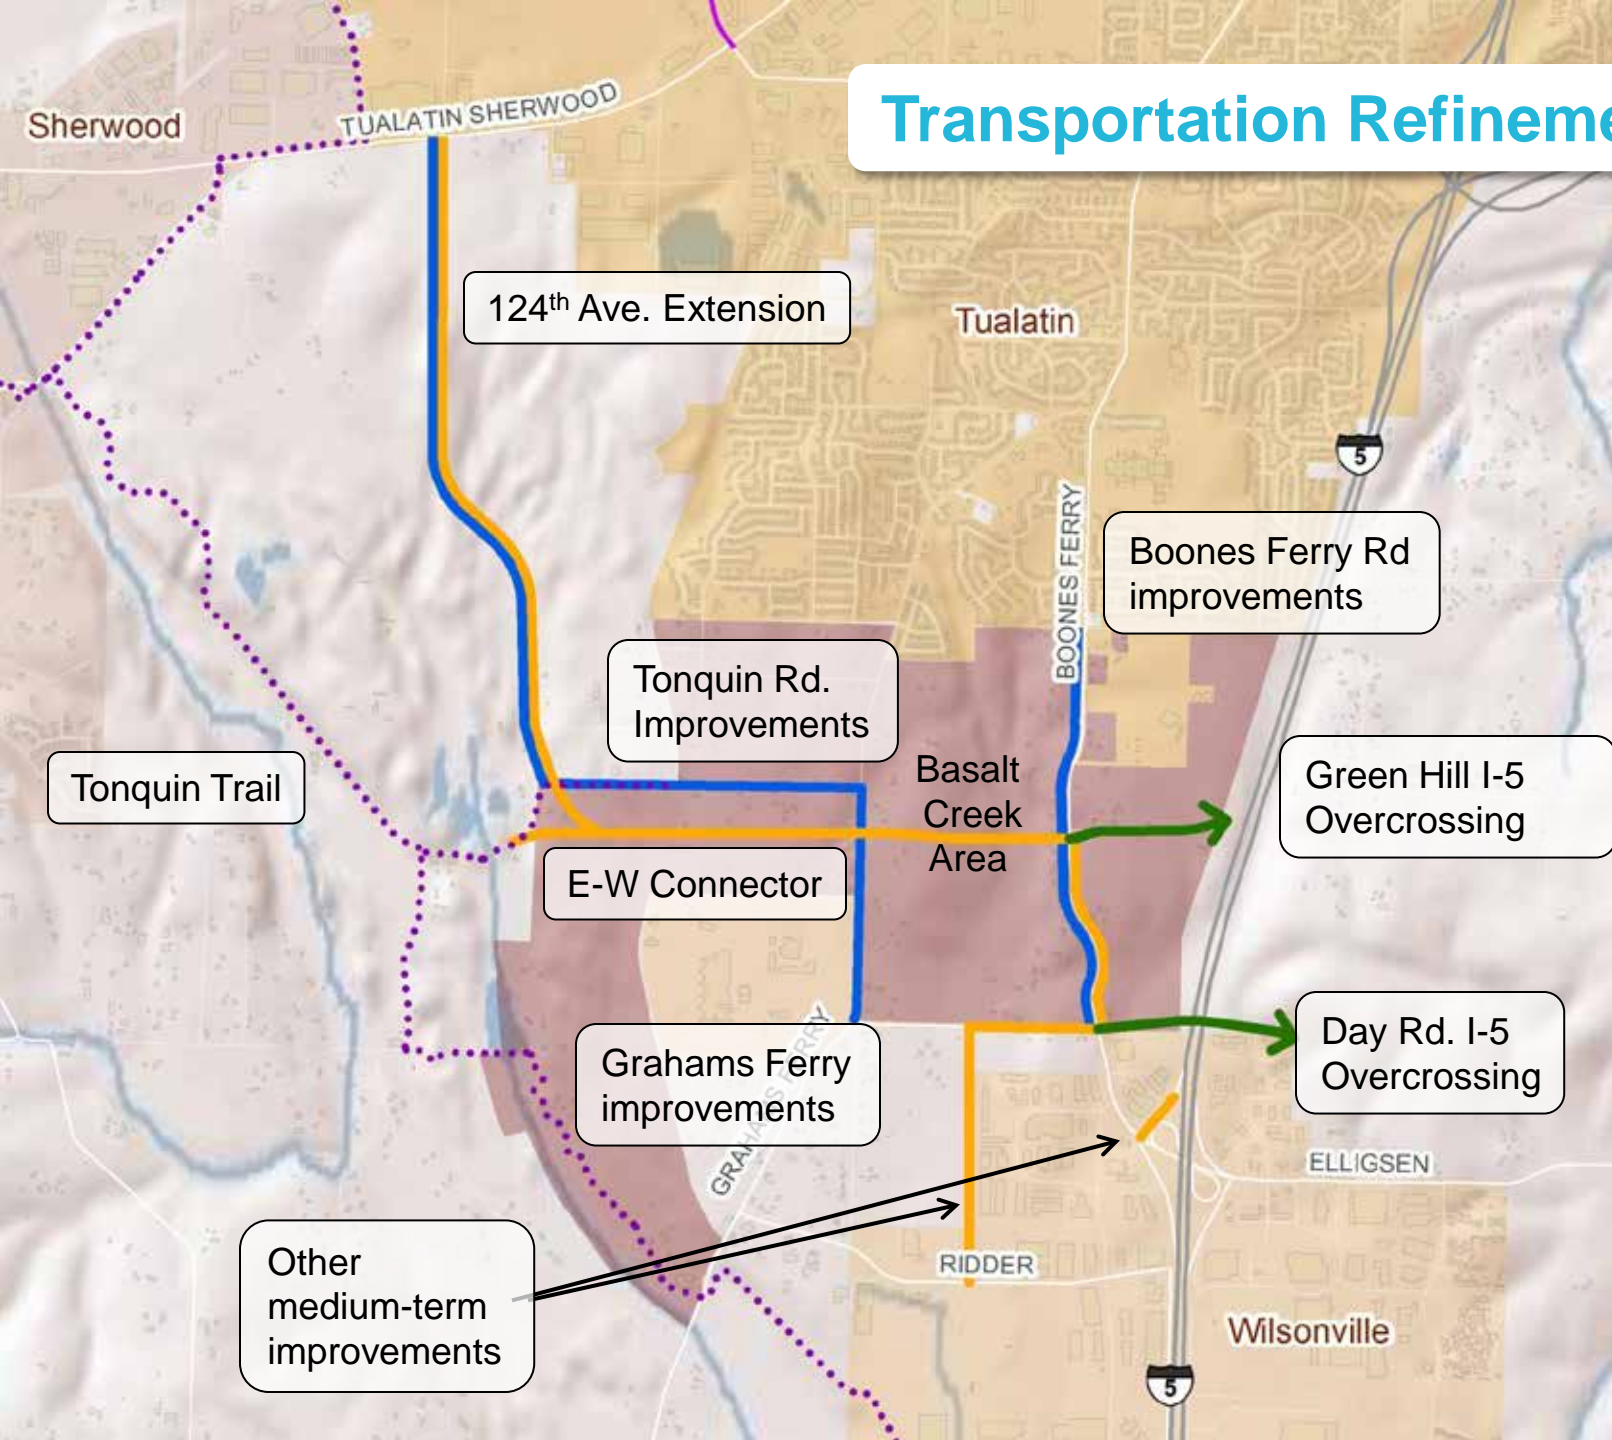 Transportation Refineme
Sherwood
TUALATIN SHERWOOD
124th Ave. Extension
Tualatin
5
BOONES FERRY
Boones Ferry Rd
improvements
Tonquin Rd.
Improvements
Tonquin Trail
Basalt
Creek
Area
Green Hill I-5
Overcrossing
E-W Connector
Grahams Ferry
improvements
GRAHAMS FERRY
Day Rd. I-5
Overcrossing
ELLIGSEN
Other
medium-term
improvements
RIDDER
Wilsonville
5